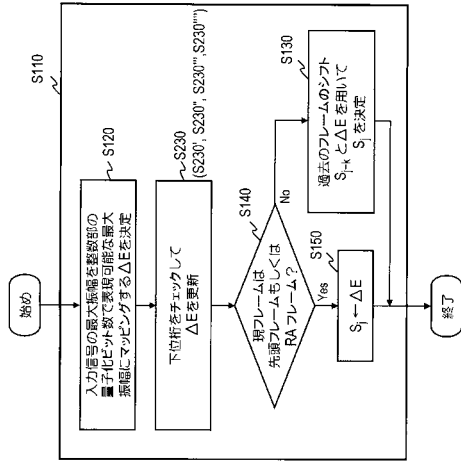 始め
S110
S120
入力信号の最大振幅を整数部の
量子化ビット数で表現可能な最大
振幅にマッピングするΔEを決定
S230
(S230', S230'', S230''', S230'''')
下位桁をチェックして
ΔEを更新
S140
現フレームは
先頭フレームもしくは
RAフレーム?
No
Yes
S130
過去のフレームのシフト
Sj-kとΔEを用いて
Sjを決定
S150
Sj←ΔE
終了